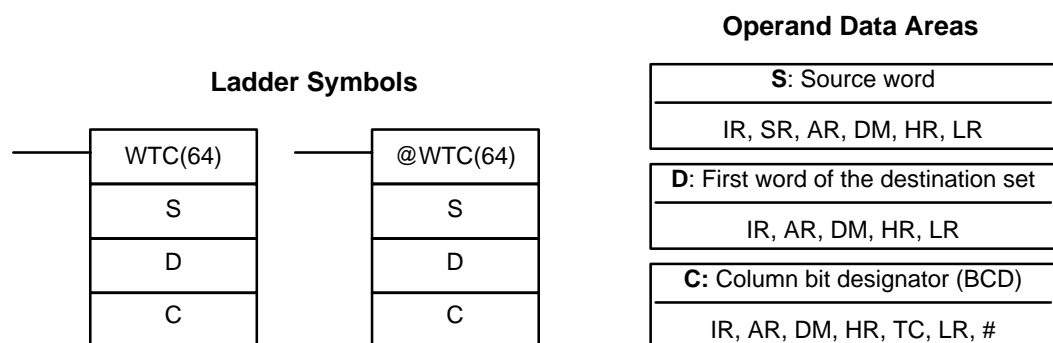 Operand Data Areas
Ladder Symbols
S: Source word
IR, SR, AR, DM, HR, LR
WTC(64)
@WTC(64)
D: First word of the destination set
S
S
IR, AR, DM, HR, LR
D
D
C: Column bit designator (BCD)
C
C
IR, AR, DM, HR, TC, LR, #